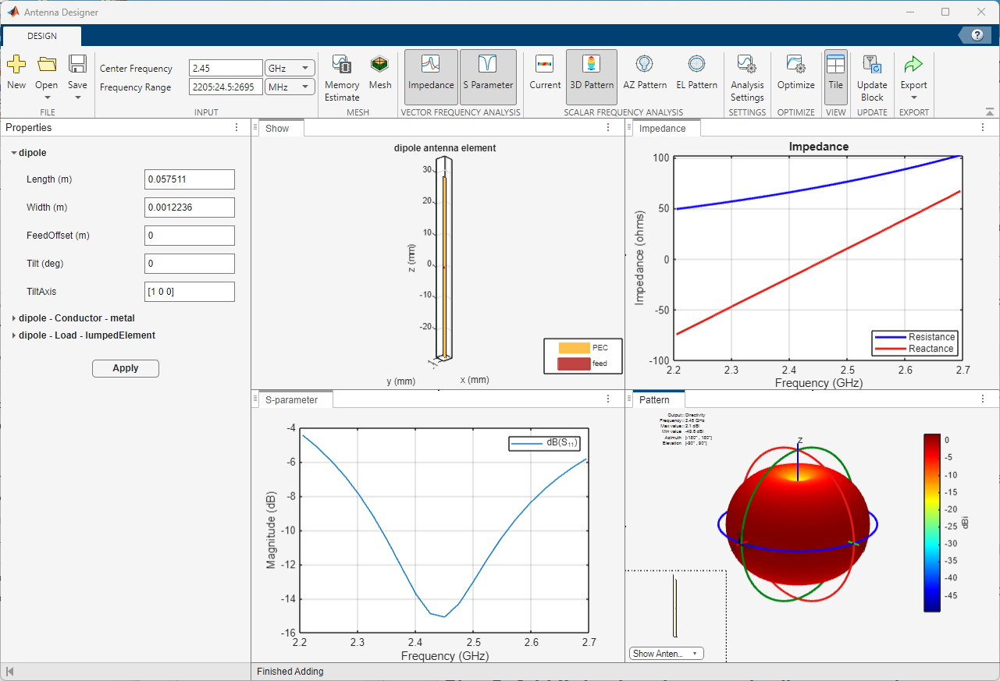 Antenna Designer
DESIGN
?
New
Open
Save
FILE
Center Frequency
2.45
GHz
Frequency Range
2205:24.5:2695
MHz
INPUT
Memory
Estimate
Mesh
MESH
Impedance
S Parameter
VECTOR FREQUENCY ANALYSIS
Current
3D Pattern
AZ Pattern
EL Pattern
SCALAR FREQUENCY ANALYSIS
Analysis
Settings
SETTINGS
Optimize
OPTIMIZE
Tile
VIEW
Update
Block
UPDATE
Export
EXPORT
Properties
dipole
Length (m)
0.057511
Width (m)
0.0012236
FeedOffset (m)
0
Tilt (deg)
0
TiltAxis
[1 0 0]
dipole - Conductor - metal
dipole - Load - lumpedElement
Apply
Show
dipole antenna element
30
20
10
0
-10
-20
z (mm)
-1
y (mm)
x (mm)
PEC
feed
Impedance
Impedance
100
50
0
-50
-100
Impedance (ohms)
2.2
2.3
2.4
2.5
2.6
2.7
Frequency (GHz)
Resistance
Reactance
S-parameter
-4
-6
-8
-10
-12
-14
-16
Magnitude (dB)
dB(S11)
2.2
2.3
2.4
2.5
2.6
2.7
Frequency (GHz)
Pattern
Output : Directivity
Frequency : 2.45 GHz
Max value : 2.1 dBi
Min value : -49.6 dBi
Azimuth : [-180° , 180°]
Elevation : [-90° , 90°]
z
0
-5
-10
-15
-20
-25
-30
-35
-40
-45
dBi
Show Anten...
Finished Adding